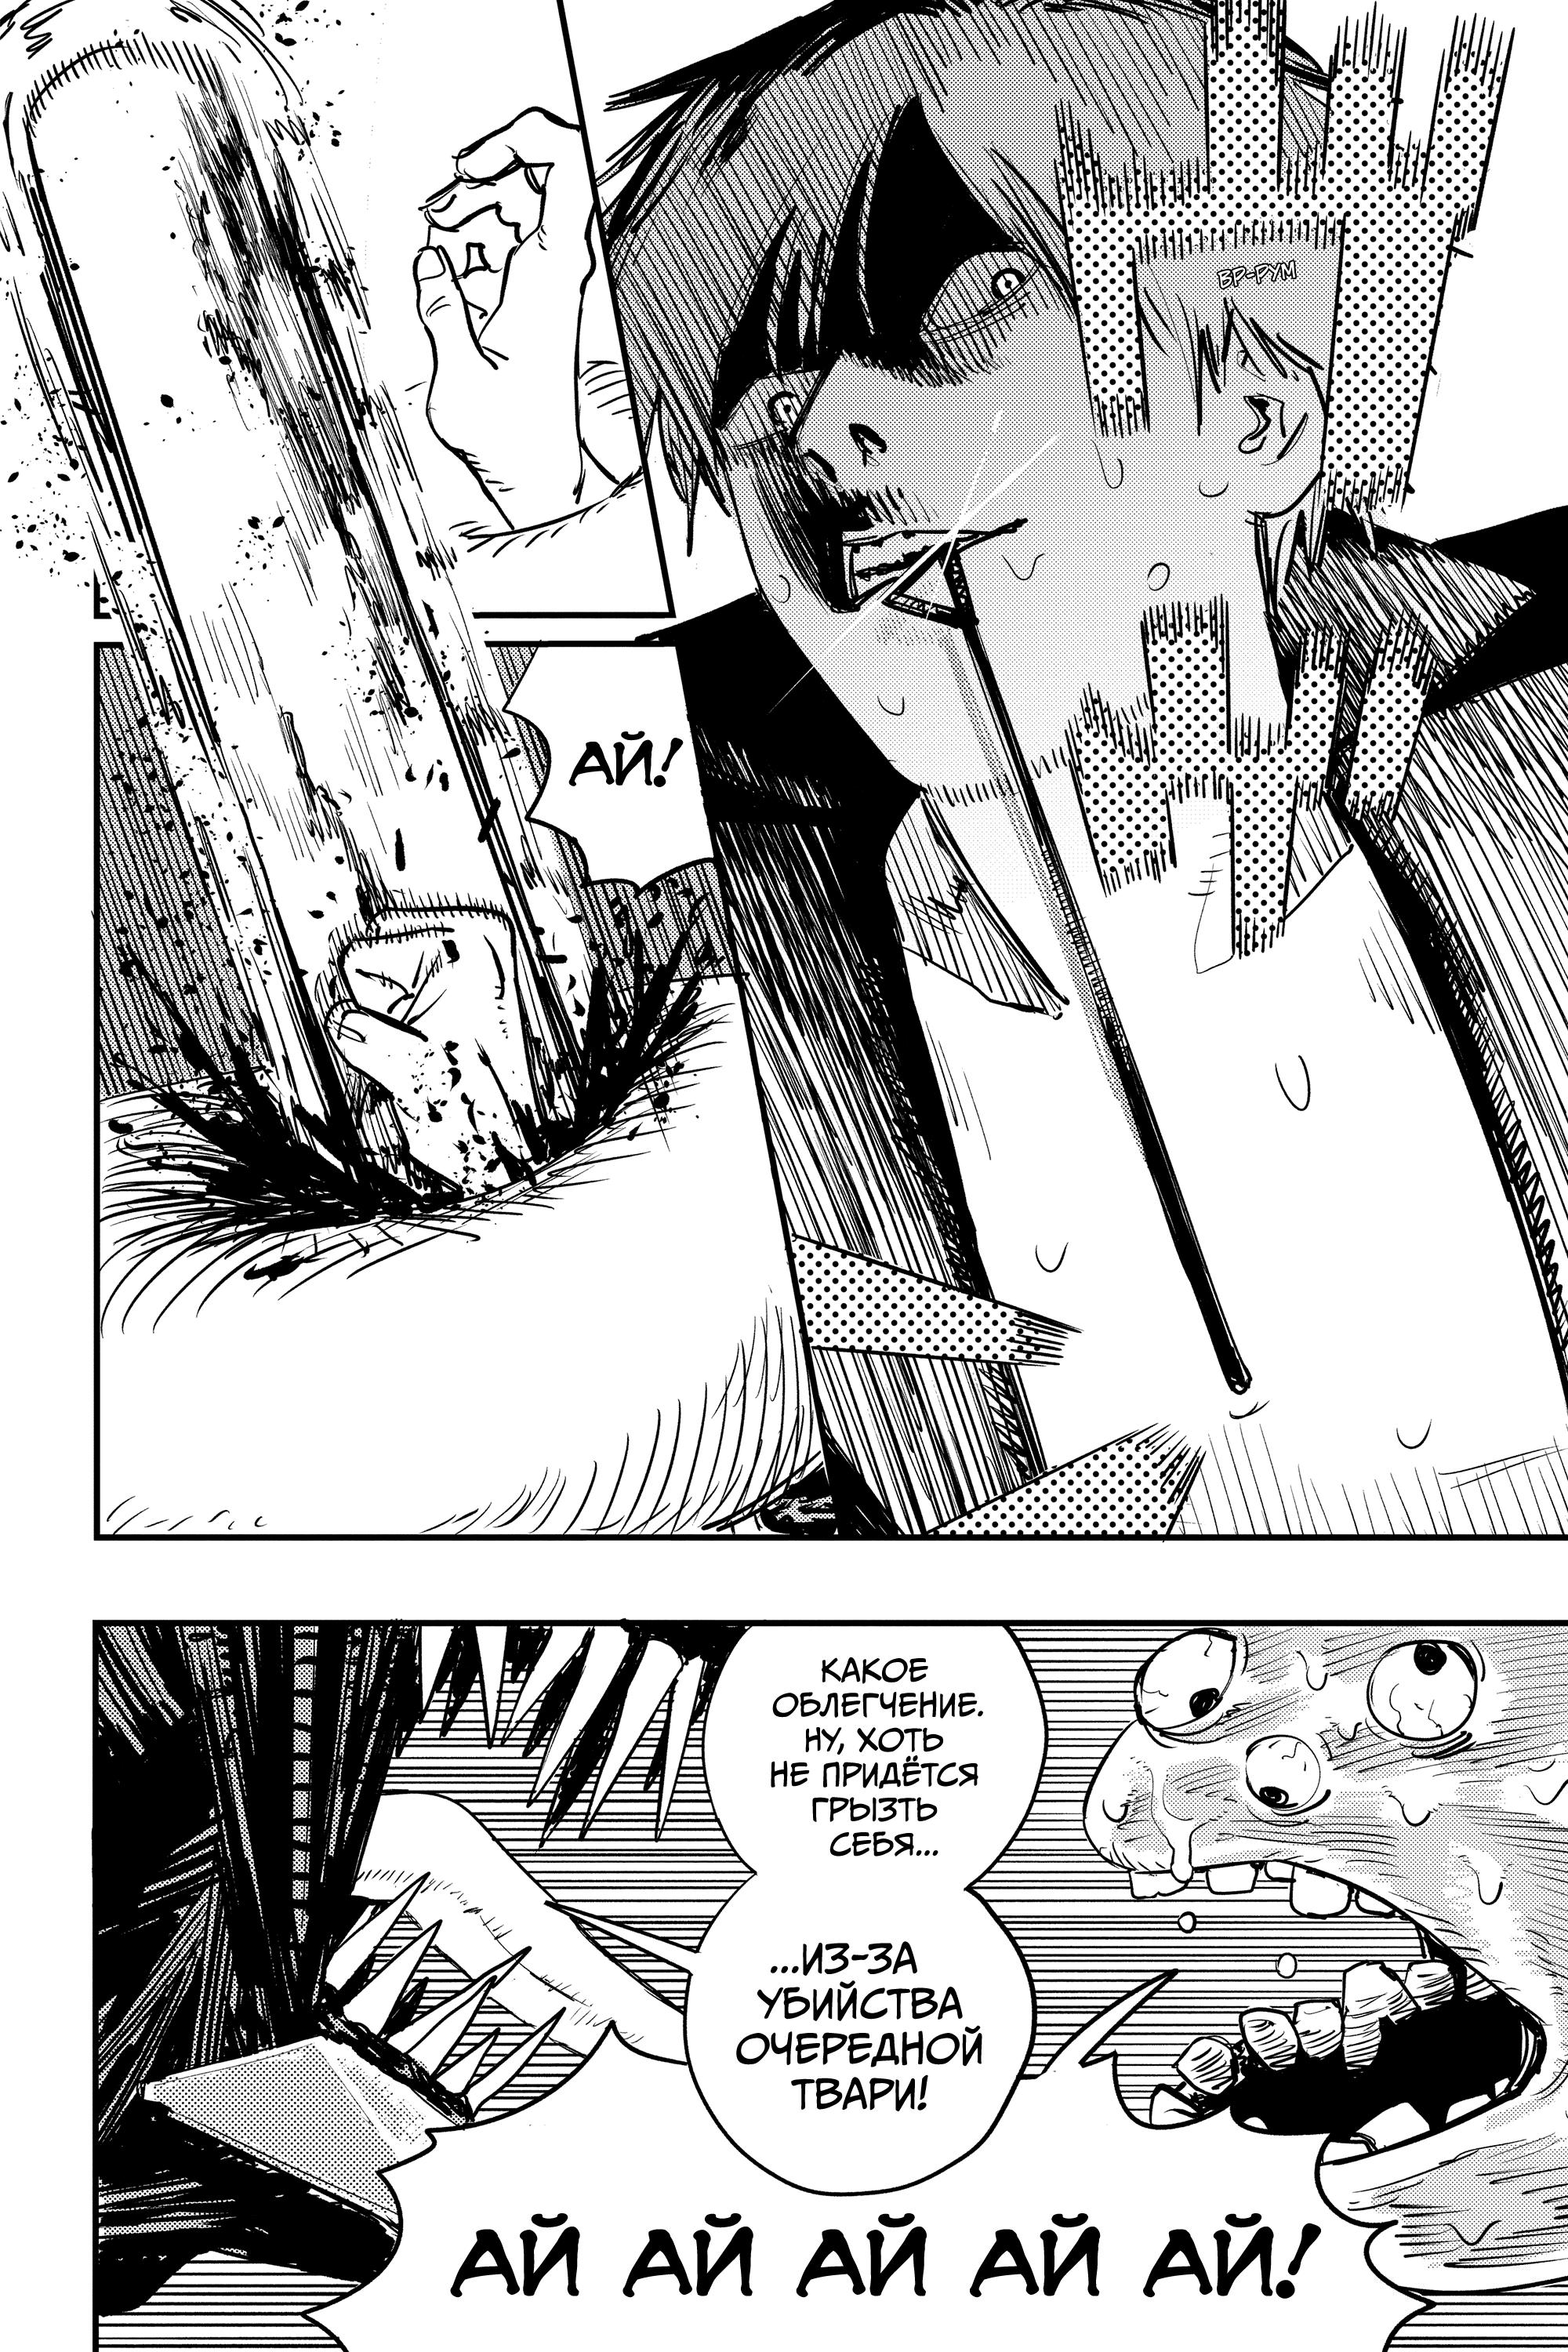 ВР-РУМ
АЙ!
КАКОЕ
ОБЛЕГЧЕНИЕ.
НУ, ХОТЬ
НЕ ПРИДЁТСЯ
ГРЫЗТЬ
СЕБЯ...
...ИЗ-ЗА
УБИЙСТВА
ОЧЕРЕДНОЙ
ТВАРИ!
АЙ АЙ АЙ АЙ АЙ!